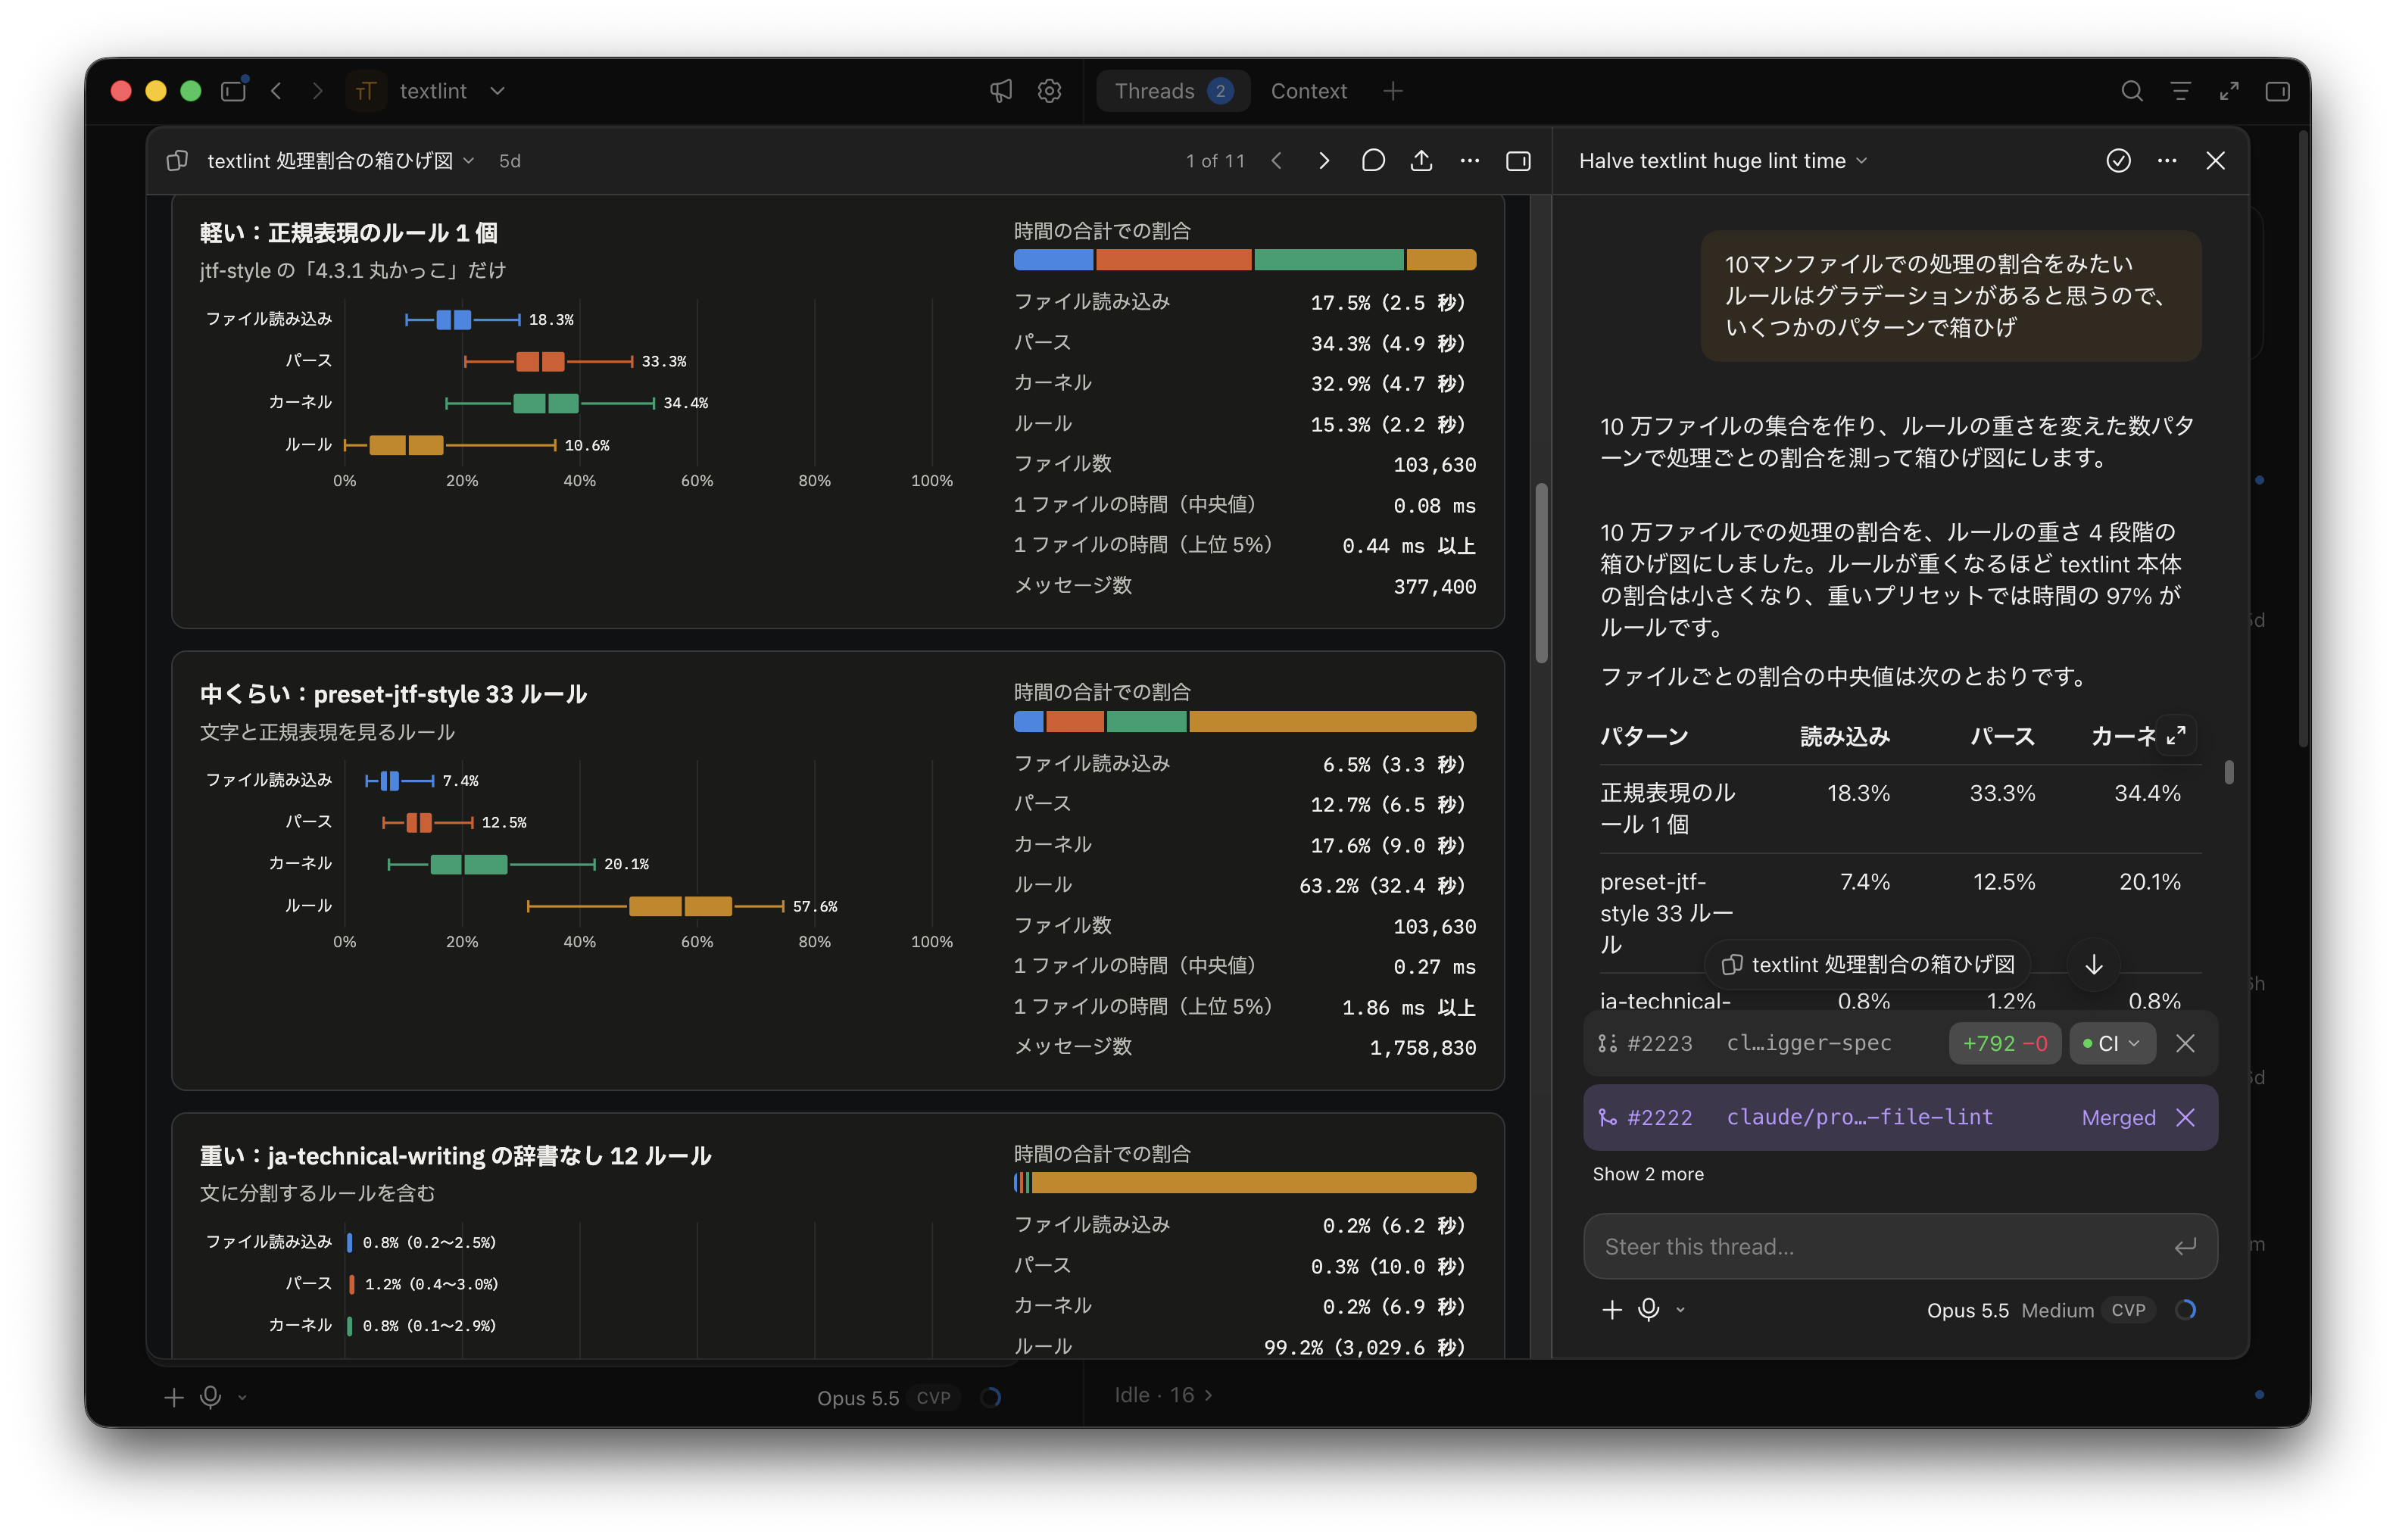 textlint
Threads 2
Context
textlint 処理割合の箱ひげ図 5d
1 of 11
軽い：正規表現のルール 1 個
jtf-style の「4.3.1 丸かっこ」だけ
ファイル読み込み 18.3%
パース 33.3%
カーネル 34.4%
ルール 10.6%
0% 20% 40% 60% 80% 100%
時間の合計での割合
ファイル読み込み 17.5% (2.5 秒)
パース 34.3% (4.9 秒)
カーネル 32.9% (4.7 秒)
ルール 15.3% (2.2 秒)
ファイル数 103,630
1 ファイルの時間（中央値） 0.08 ms
1 ファイルの時間（上位 5%） 0.44 ms 以上
メッセージ数 377,400
中くらい：preset-jtf-style 33 ルール
文字と正規表現を見るルール
ファイル読み込み 7.4%
パース 12.5%
カーネル 20.1%
ルール 57.6%
0% 20% 40% 60% 80% 100%
時間の合計での割合
ファイル読み込み 6.5% (3.3 秒)
パース 12.7% (6.5 秒)
カーネル 17.6% (9.0 秒)
ルール 63.2% (32.4 秒)
ファイル数 103,630
1 ファイルの時間（中央値） 0.27 ms
1 ファイルの時間（上位 5%） 1.86 ms 以上
メッセージ数 1,758,830
重い：ja-technical-writing の辞書なし 12 ルール
文に分割するルールを含む
ファイル読み込み 0.8% (0.2〜2.5%)
パース 1.2% (0.4〜3.0%)
カーネル 0.8% (0.1〜2.9%)
時間の合計での割合
ファイル読み込み 0.2% (6.2 秒)
パース 0.3% (10.0 秒)
カーネル 0.2% (6.9 秒)
ルール 99.2% (3,029.6 秒)
Opus 5.5 CVP
Halve textlint huge lint time
10マンファイルでの処理の割合をみたい
ルールはグラデーションがあると思うので、
いくつかのパターンで箱ひげ
10 万ファイルの集合を作り、ルールの重さを変えた数パタ
ーンで処理ごとの割合を測って箱ひげ図にします。
10 万ファイルでの処理の割合を、ルールの重さ 4 段階の
箱ひげ図にしました。ルールが重くなるほど textlint 本体
の割合は小さくなり、重いプリセットでは時間の 97% が
ルールです。
ファイルごとの割合の中央値は次のとおりです。
パターン 読み込み パース カーネ
正規表現のル 18.3% 33.3% 34.4%
ール 1 個
preset-jtf- 7.4% 12.5% 20.1%
style 33 ルー
ル
textlint 処理割合の箱ひげ図
ja-technical- 0.8% 1.2% 0.8%
#2223 cl…igger-spec +792 −0 CI
#2222 claude/pro…-file-lint Merged
Show 2 more
Steer this thread...
Opus 5.5 Medium CVP
Idle · 16